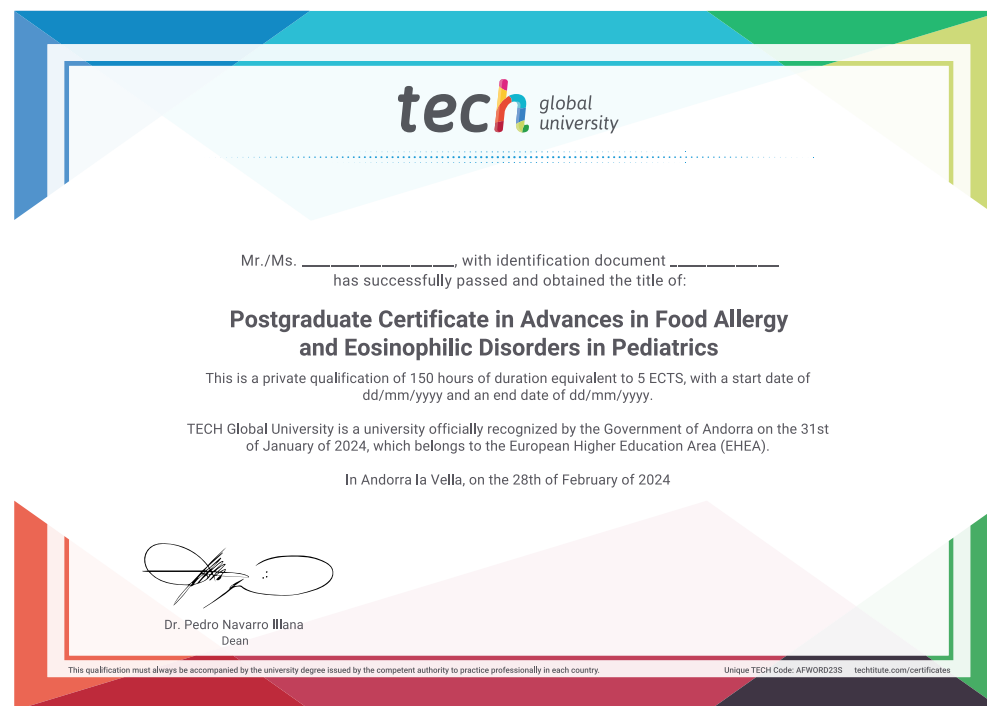 tech global university
Mr./Ms. ____________________, with identification document ______________
has successfully passed and obtained the title of:
Postgraduate Certificate in Advances in Food Allergy
and Eosinophilic Disorders in Pediatrics
This is a private qualification of 150 hours of duration equivalent to 5 ECTS, with a start date of
dd/mm/yyyy and an end date of dd/mm/yyyy.
TECH Global University is a university officially recognized by the Government of Andorra on the 31st
of January of 2024, which belongs to the European Higher Education Area (EHEA).
In Andorra la Vella, on the 28th of February of 2024
Dr. Pedro Navarro Illana
Dean
This qualification must always be accompanied by the university degree issued by the competent authority to practice professionally in each country.
Unique TECH Code: AFWORD23S techtitute.com/certificates